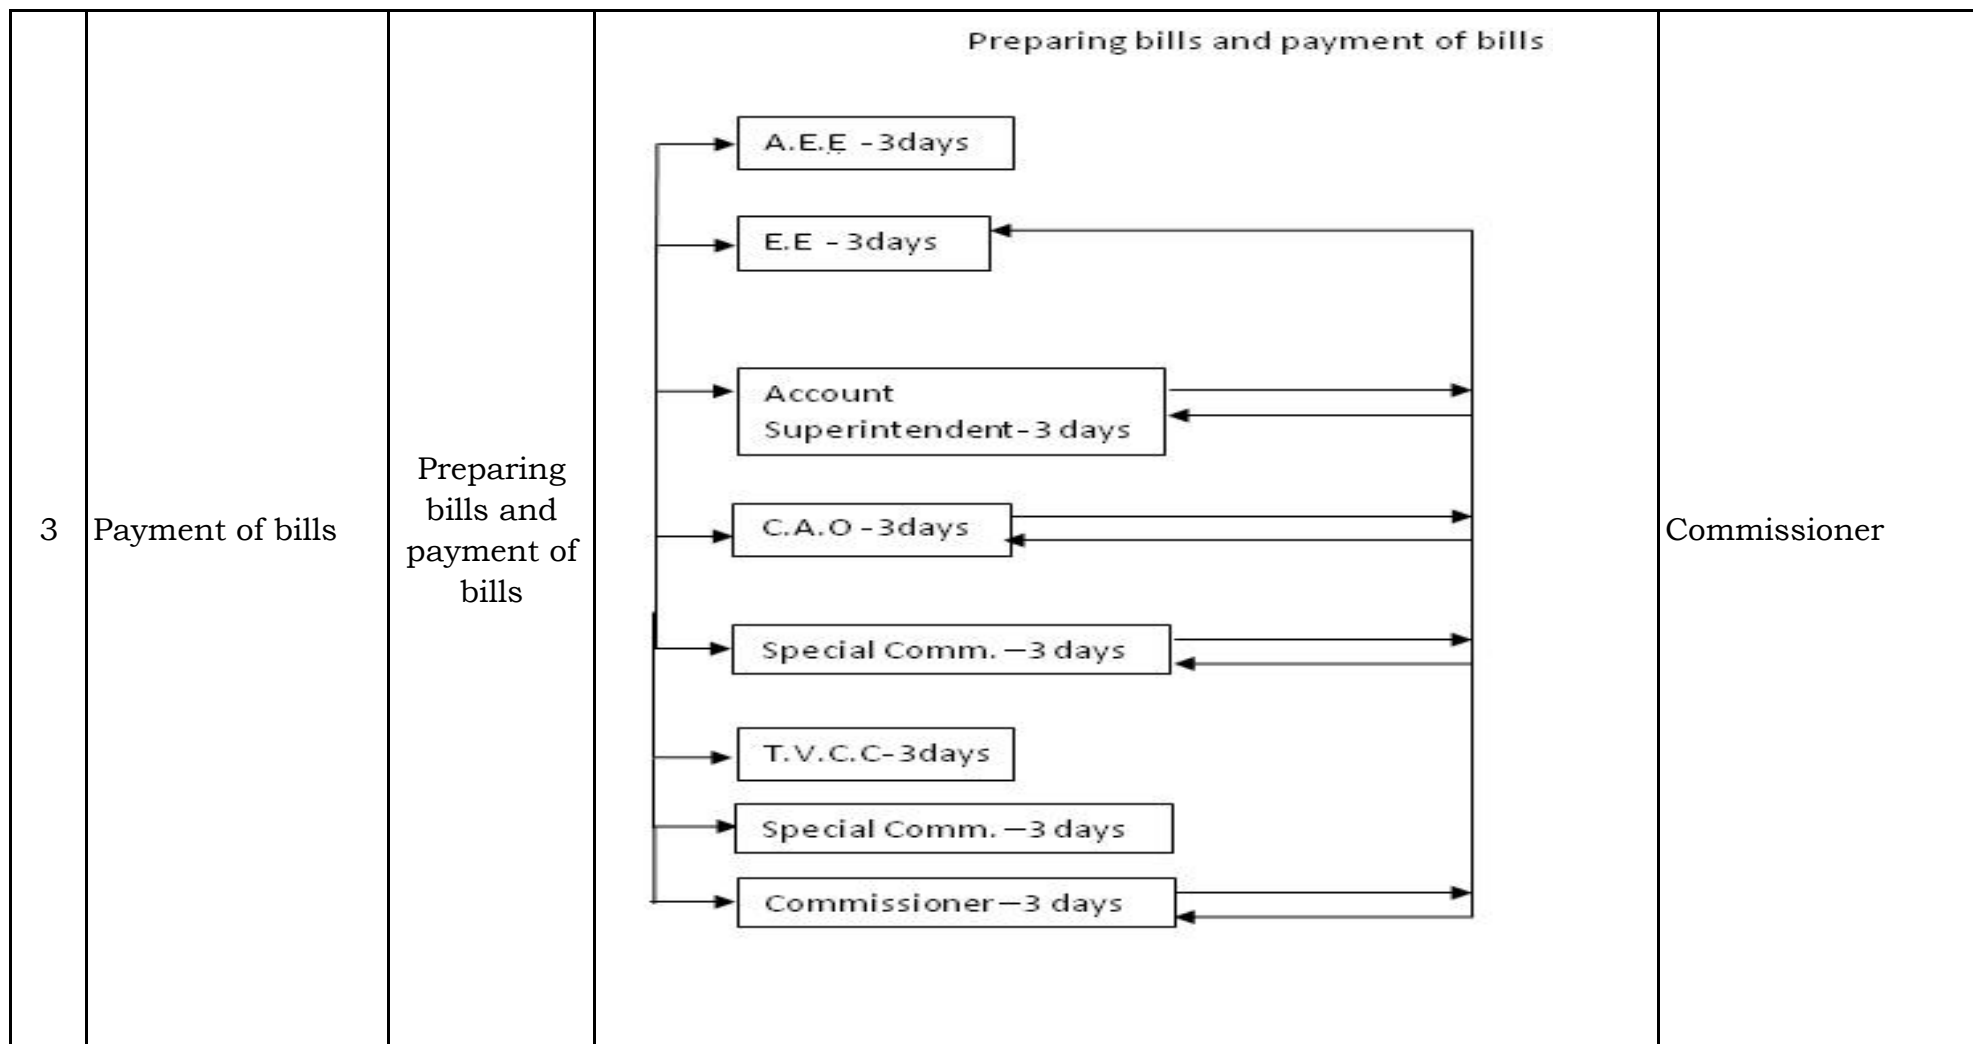 3
Payment of bills
Preparing
bills and
payment of
bills
Preparing bills and payment of bills
A.E.E - 3days
E.E - 3days
Account
Superintendent- 3 days
C.A.O - 3days
Special Comm. —3 days
T.V.C.C- 3days
Special Comm. —3 days
Commissioner—3 days
Commissioner